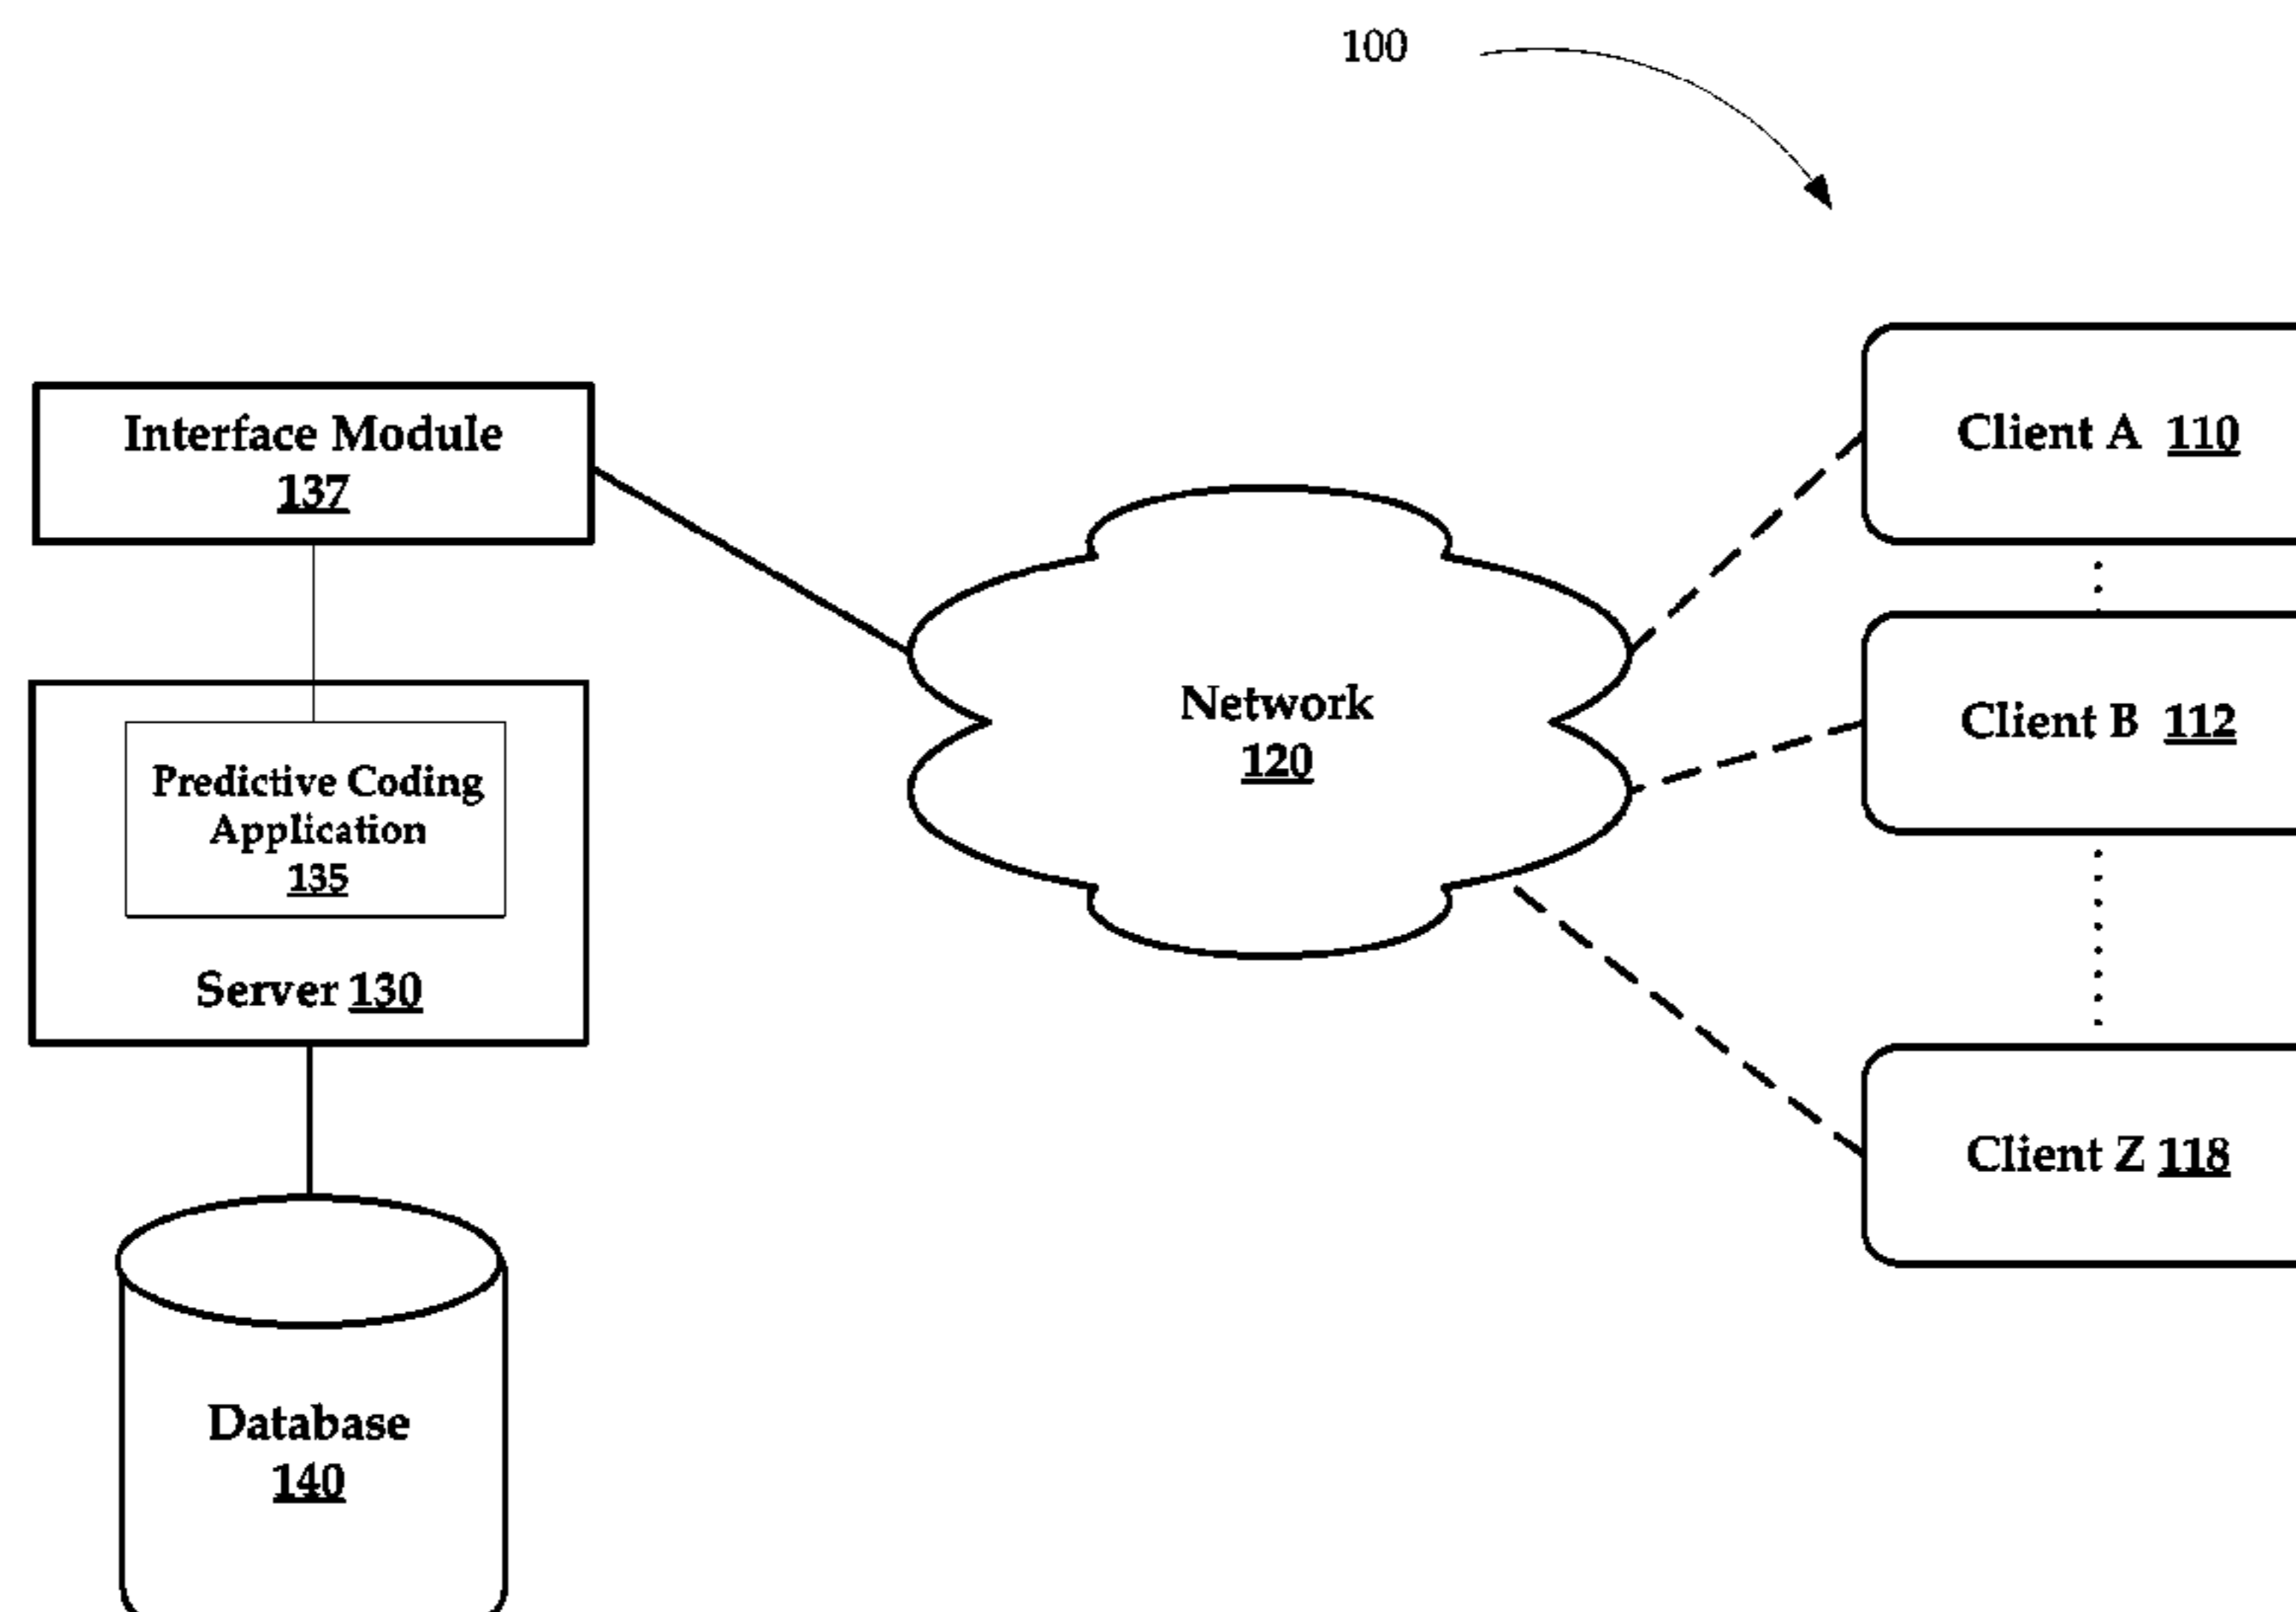 100
Interface Module
137
Predictive Coding
Application
135
Server 130
Database
140
Network
120
Client A 110
Client B 112
Client Z 118